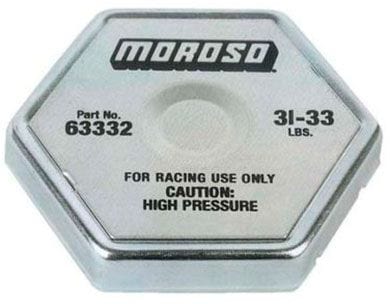 MOROSO
Part No.
63332
31-33
LBS.
FOR RACING USE ONLY
CAUTION:
HIGH PRESSURE